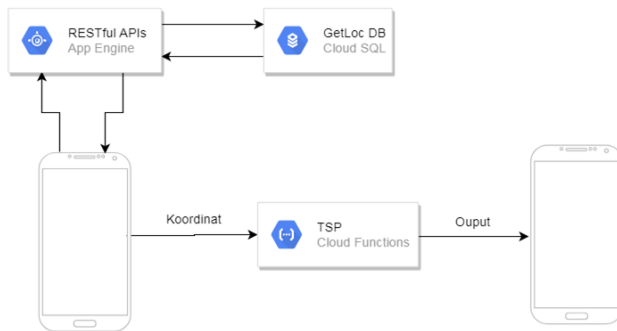 RESTful APIs
App Engine
GetLoc DB
Cloud SQL
Koordinat
TSP
Cloud Functions
Ouput